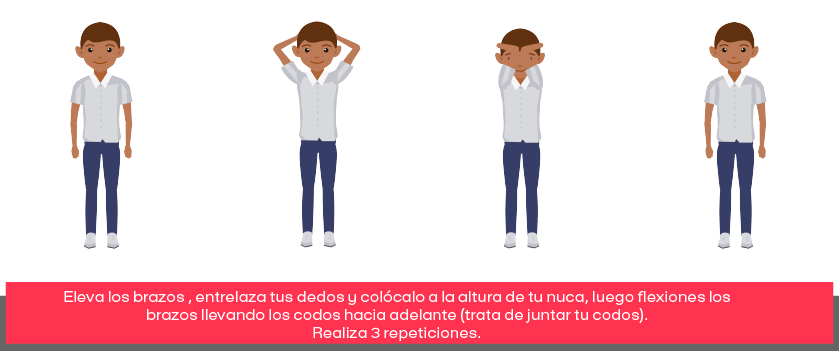 Eleva los brazos , entrelaza tus dedos y colócalo a la altura de tu nuca, luego flexiones los
brazos llevando los codos hacia adelante (trata de juntar tu codos).
Realiza 3 repeticiones.